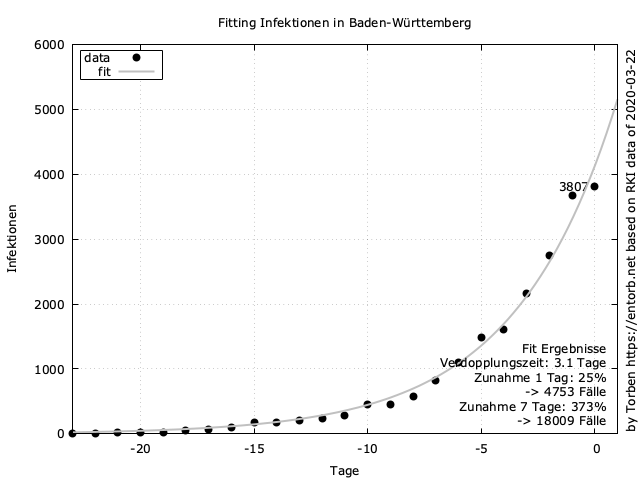 Fitting Infektionen in Baden-Württemberg
6000
5000
4000
3000
2000
1000
0
data
fit
3807
Infektionen
Fit Ergebnisse
Verdopplungszeit: 3.1 Tage
Zunahme 1 Tag: 25%
-> 4753 Fälle
Zunahme 7 Tage: 373%
-> 18009 Fälle
-20
-15
-10
-5
0
Tage
by Torben https://entorb.net based on RKI data of 2020-03-22